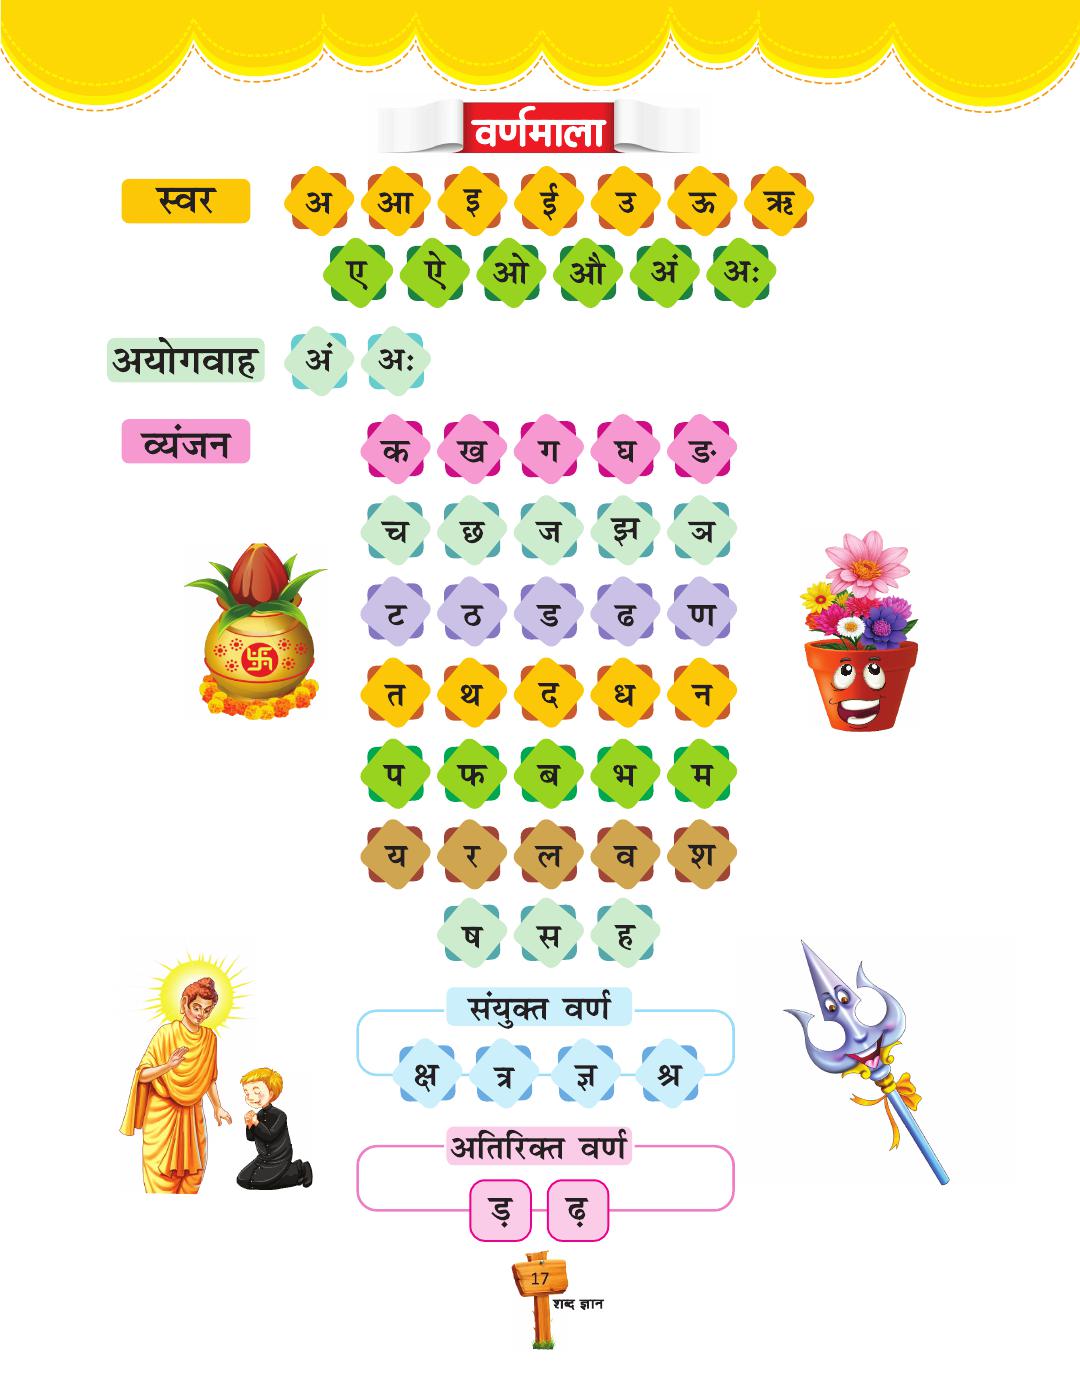 वर्णमाला
स्वर अ आ इ ई उ ऊ ऋ
ए ऐ ओ औ अं अः
अयोगवाह अं अः
व्यंजन क ख ग घ ङ
च छ ज झ ञ
ट ठ ड ढ ण
त थ द ध न
प फ ब भ म
य र ल व श
ष स ह
संयुक्त वर्ण
क्ष त्र ज्ञ श्र
अतिरिक्त वर्ण
ड़ ढ़
17
शब्द ज्ञान